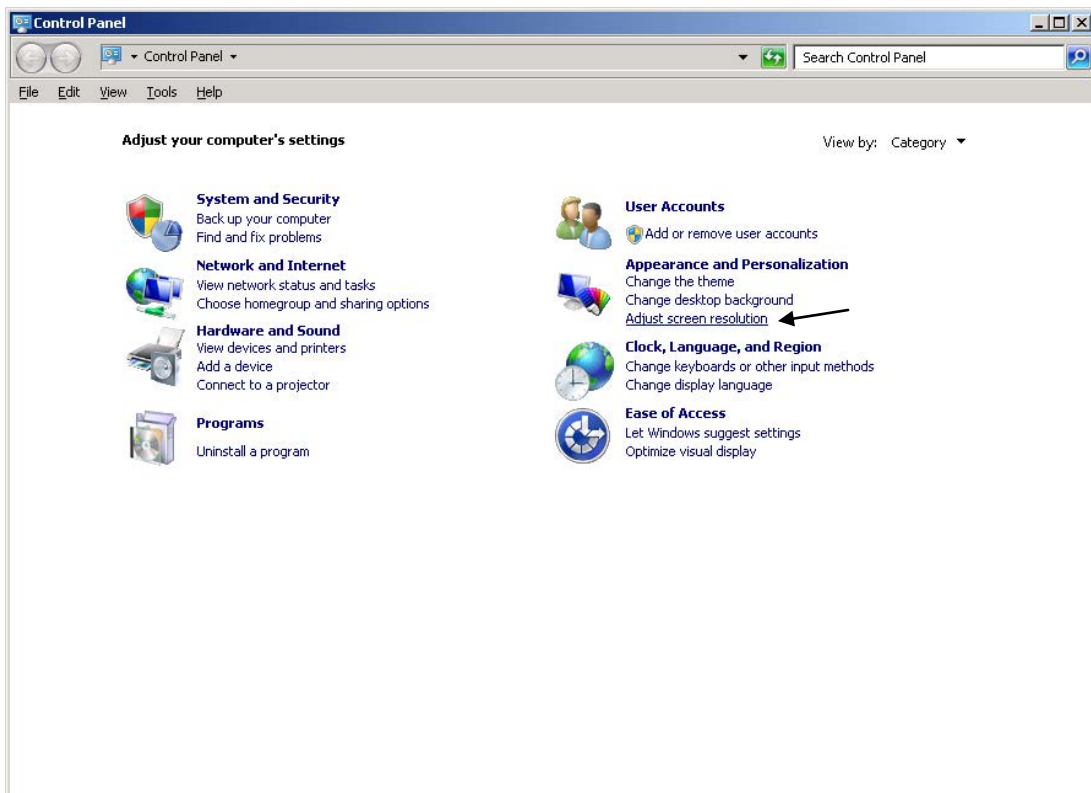 Control Panel
Control Panel
Search Control Panel
File Edit View Tools Help
Adjust your computer's settings
View by: Category
System and Security
Back up your computer
Find and fix problems
Network and Internet
View network status and tasks
Choose homegroup and sharing options
Hardware and Sound
View devices and printers
Add a device
Connect to a projector
Programs
Uninstall a program
User Accounts
Add or remove user accounts
Appearance and Personalization
Change the theme
Change desktop background
Adjust screen resolution
Clock, Language, and Region
Change keyboards or other input methods
Change display language
Ease of Access
Let Windows suggest settings
Optimize visual display